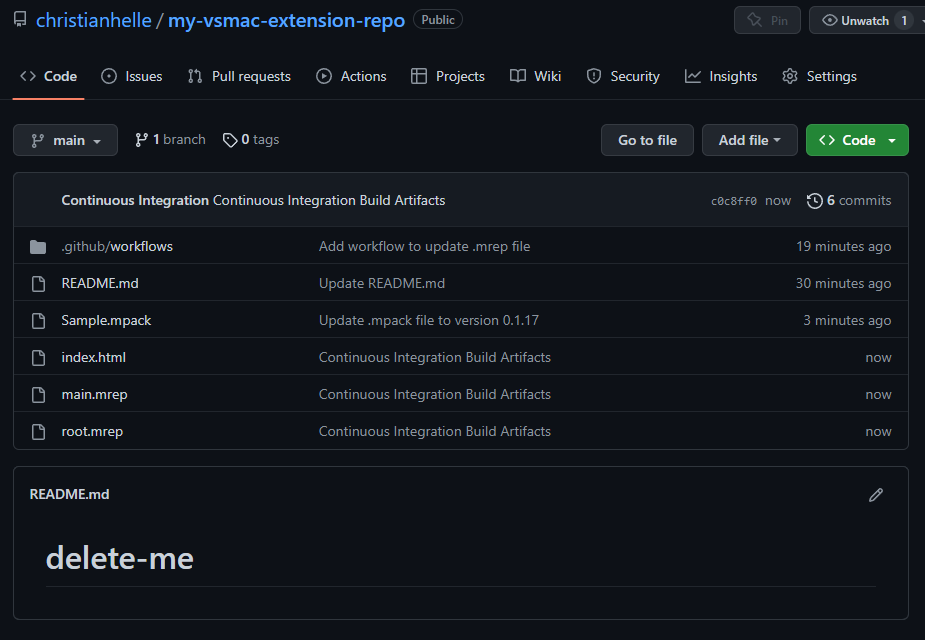 christianhelle / my-vsmac-extension-repo Public Pin Unwatch 1
Code Issues Pull requests Actions Projects Wiki Security Insights Settings
main 1 branch 0 tags Go to file Add file Code
Continuous Integration Continuous Integration Build Artifacts c0c8ff0 now 6 commits
.github/workflows Add workflow to update .mrep file 19 minutes ago
README.md Update README.md 30 minutes ago
Sample.mpack Update .mpack file to version 0.1.17 3 minutes ago
index.html Continuous Integration Build Artifacts now
main.mrep Continuous Integration Build Artifacts now
root.mrep Continuous Integration Build Artifacts now
README.md
delete-me